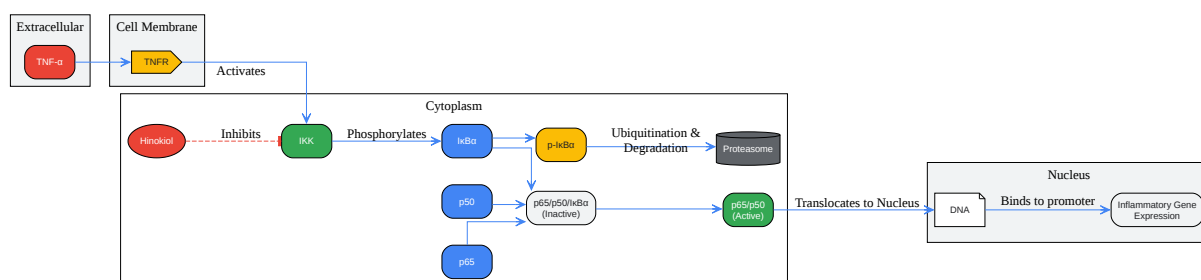 Extracellular
TNF-α
Cell Membrane
TNFR
Activates
Cytoplasm
Hinokiol
Inhibits
IKK
Phosphorylates
IκBα
p-IκBα
Ubiquitination &
Degradation
Proteasome
p50
p65/p50/IκBα
(Inactive)
p65
p65/p50
(Active)
Translocates to Nucleus
Nucleus
DNA
Binds to promoter
Inflammatory Gene
Expression